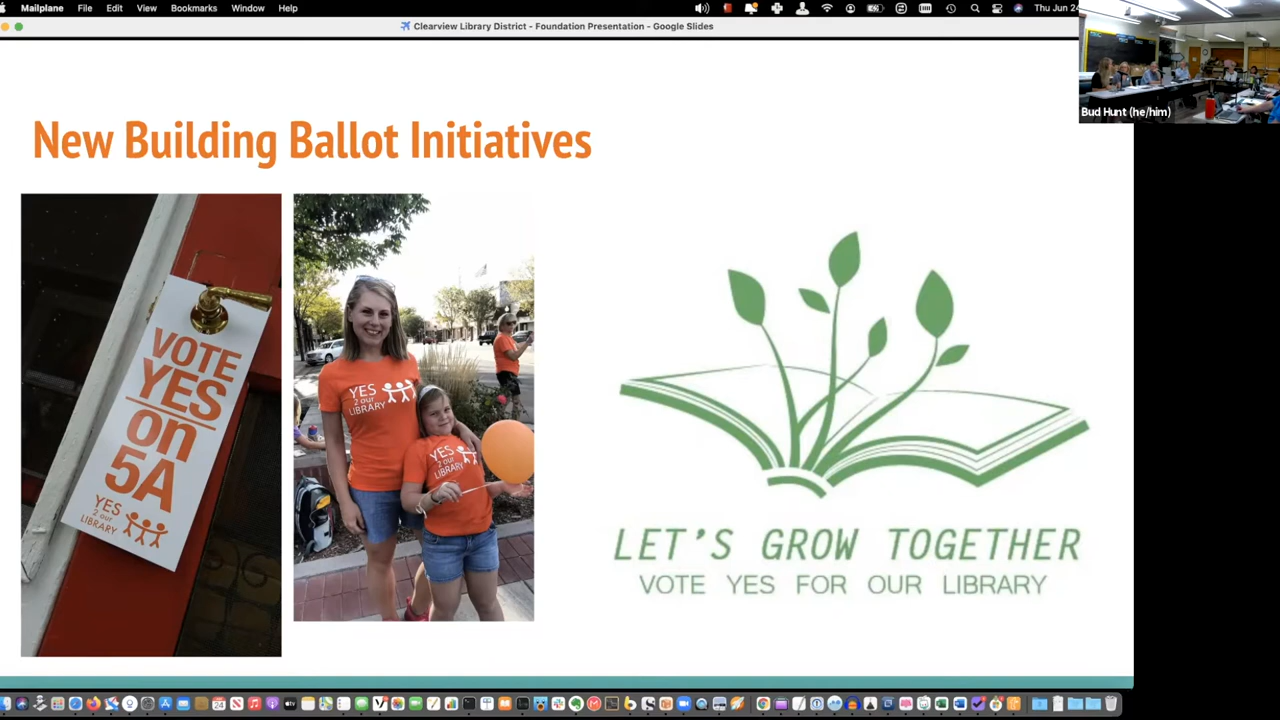 Mailplane File Edit View Bookmarks Window Help
Thu Jun 24
Clearview Library District - Foundation Presentation - Google Slides
Bud Hunt (he/him)
New Building Ballot Initiatives
VOTE
YES
on
5A
YES
2 our
LIBRARY
YES
2 our
LIBRARY
YES
2 our
LIBRARY
LET'S GROW TOGETHER
VOTE YES FOR OUR LIBRARY
24